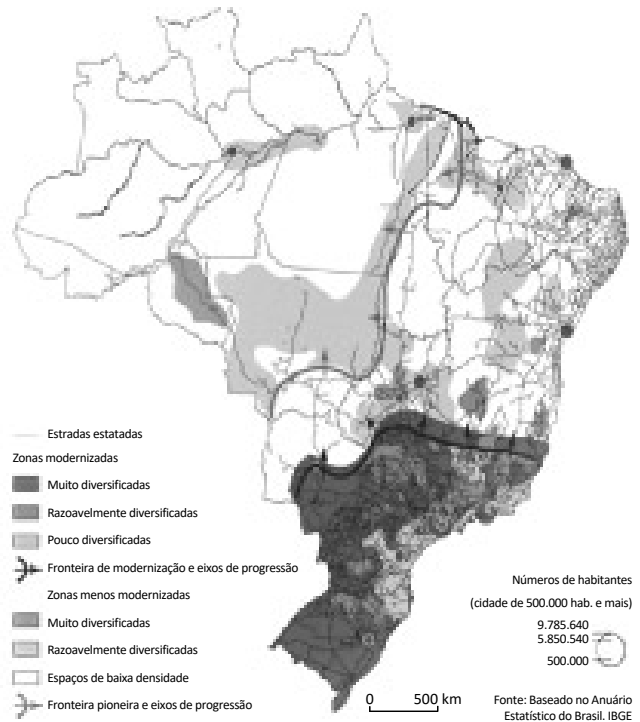 Estradas estatadas
Zonas modernizadas
Muito diversificadas
Razoavelmente diversificadas
Pouco diversificadas
Fronteira de modernização e eixos de progressão
Zonas menos modernizadas
Muito diversificadas
Razoavelmente diversificadas
Espaços de baixa densidade
Fronteira pioneira e eixos de progressão
0 500 km
Números de habitantes
(cidade de 500.000 hab. e mais)
9.785.640
5.850.540
500.000
Fonte: Baseado no Anuário
Estatístico do Brasil. IBGE